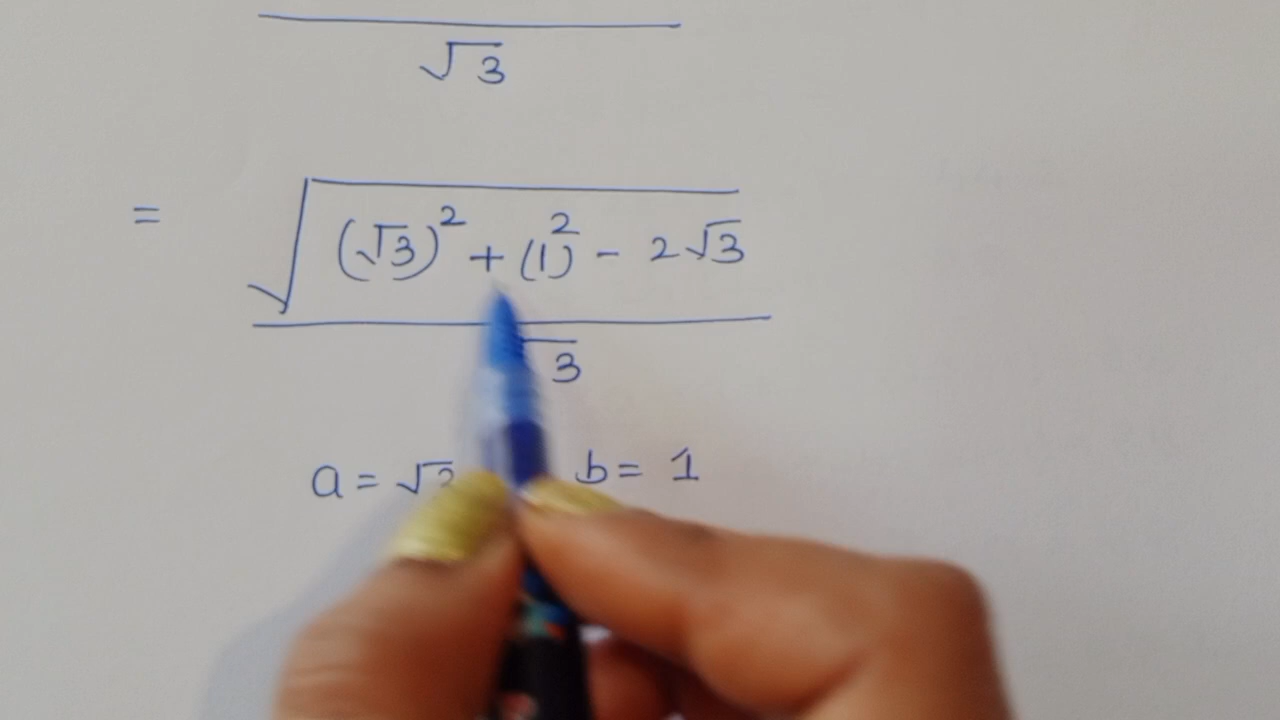 √3
= √((√3)² + (1)² - 2√3)
3
a = √3 b = 1